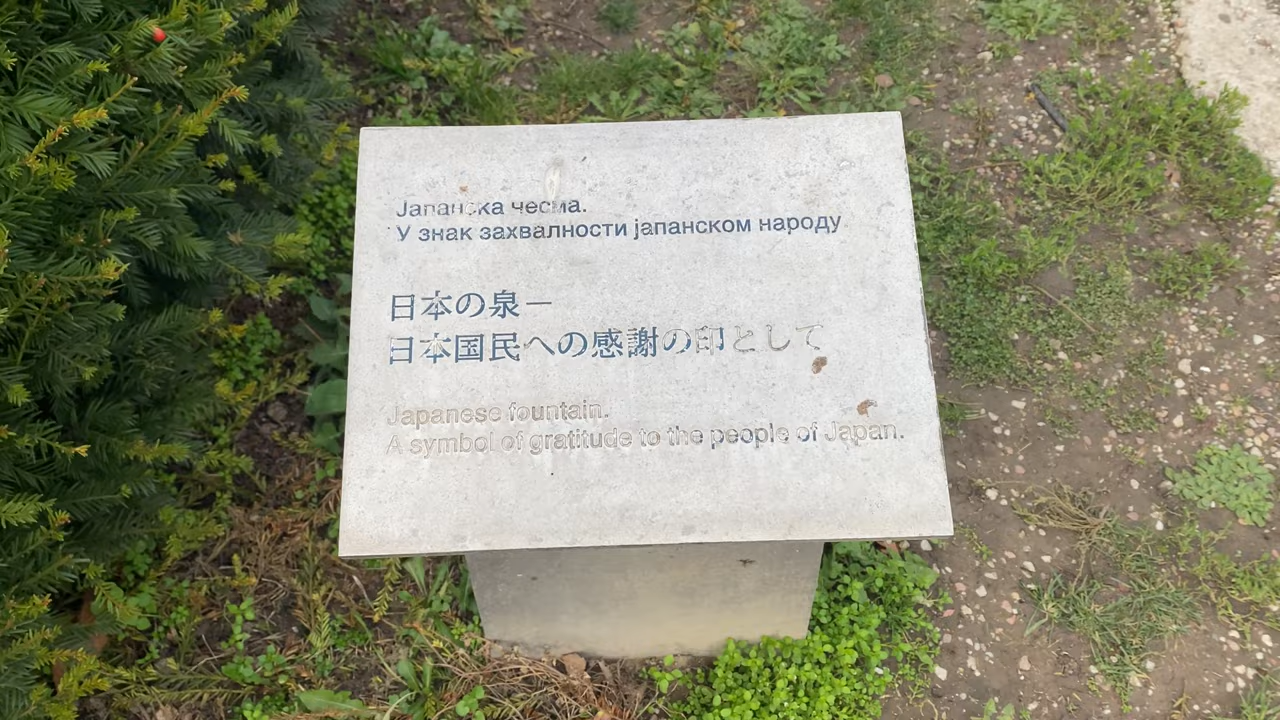 Јапанска чесма.
У знак захвалности јапанском народу
日本の泉－
日本国民への感謝の印として
Japanese fountain.
A symbol of gratitude to the people of Japan.